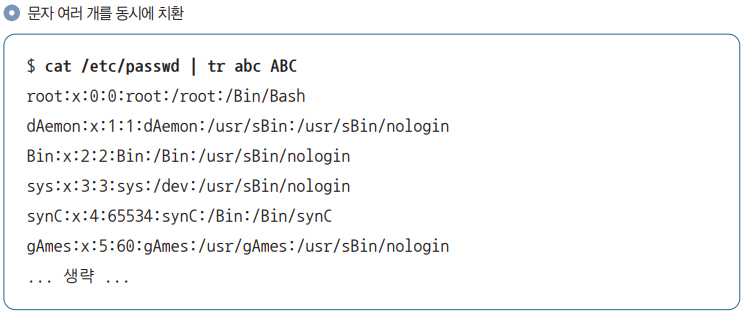 문자 여러 개를 동시에 치환
$ cat /etc/passwd | tr abc ABC
root:x:0:0:root:/root:/Bin/Bash
dAemon:x:1:1:dAemon:/usr/sBin:/usr/sBin/nologin
Bin:x:2:2:Bin:/Bin:/usr/sBin/nologin
sys:x:3:3:sys:/dev:/usr/sBin/nologin
synC:x:4:65534:synC:/Bin:/Bin/synC
gAmes:x:5:60:gAmes:/usr/gAmes:/usr/sBin/nologin
... 생략 ...